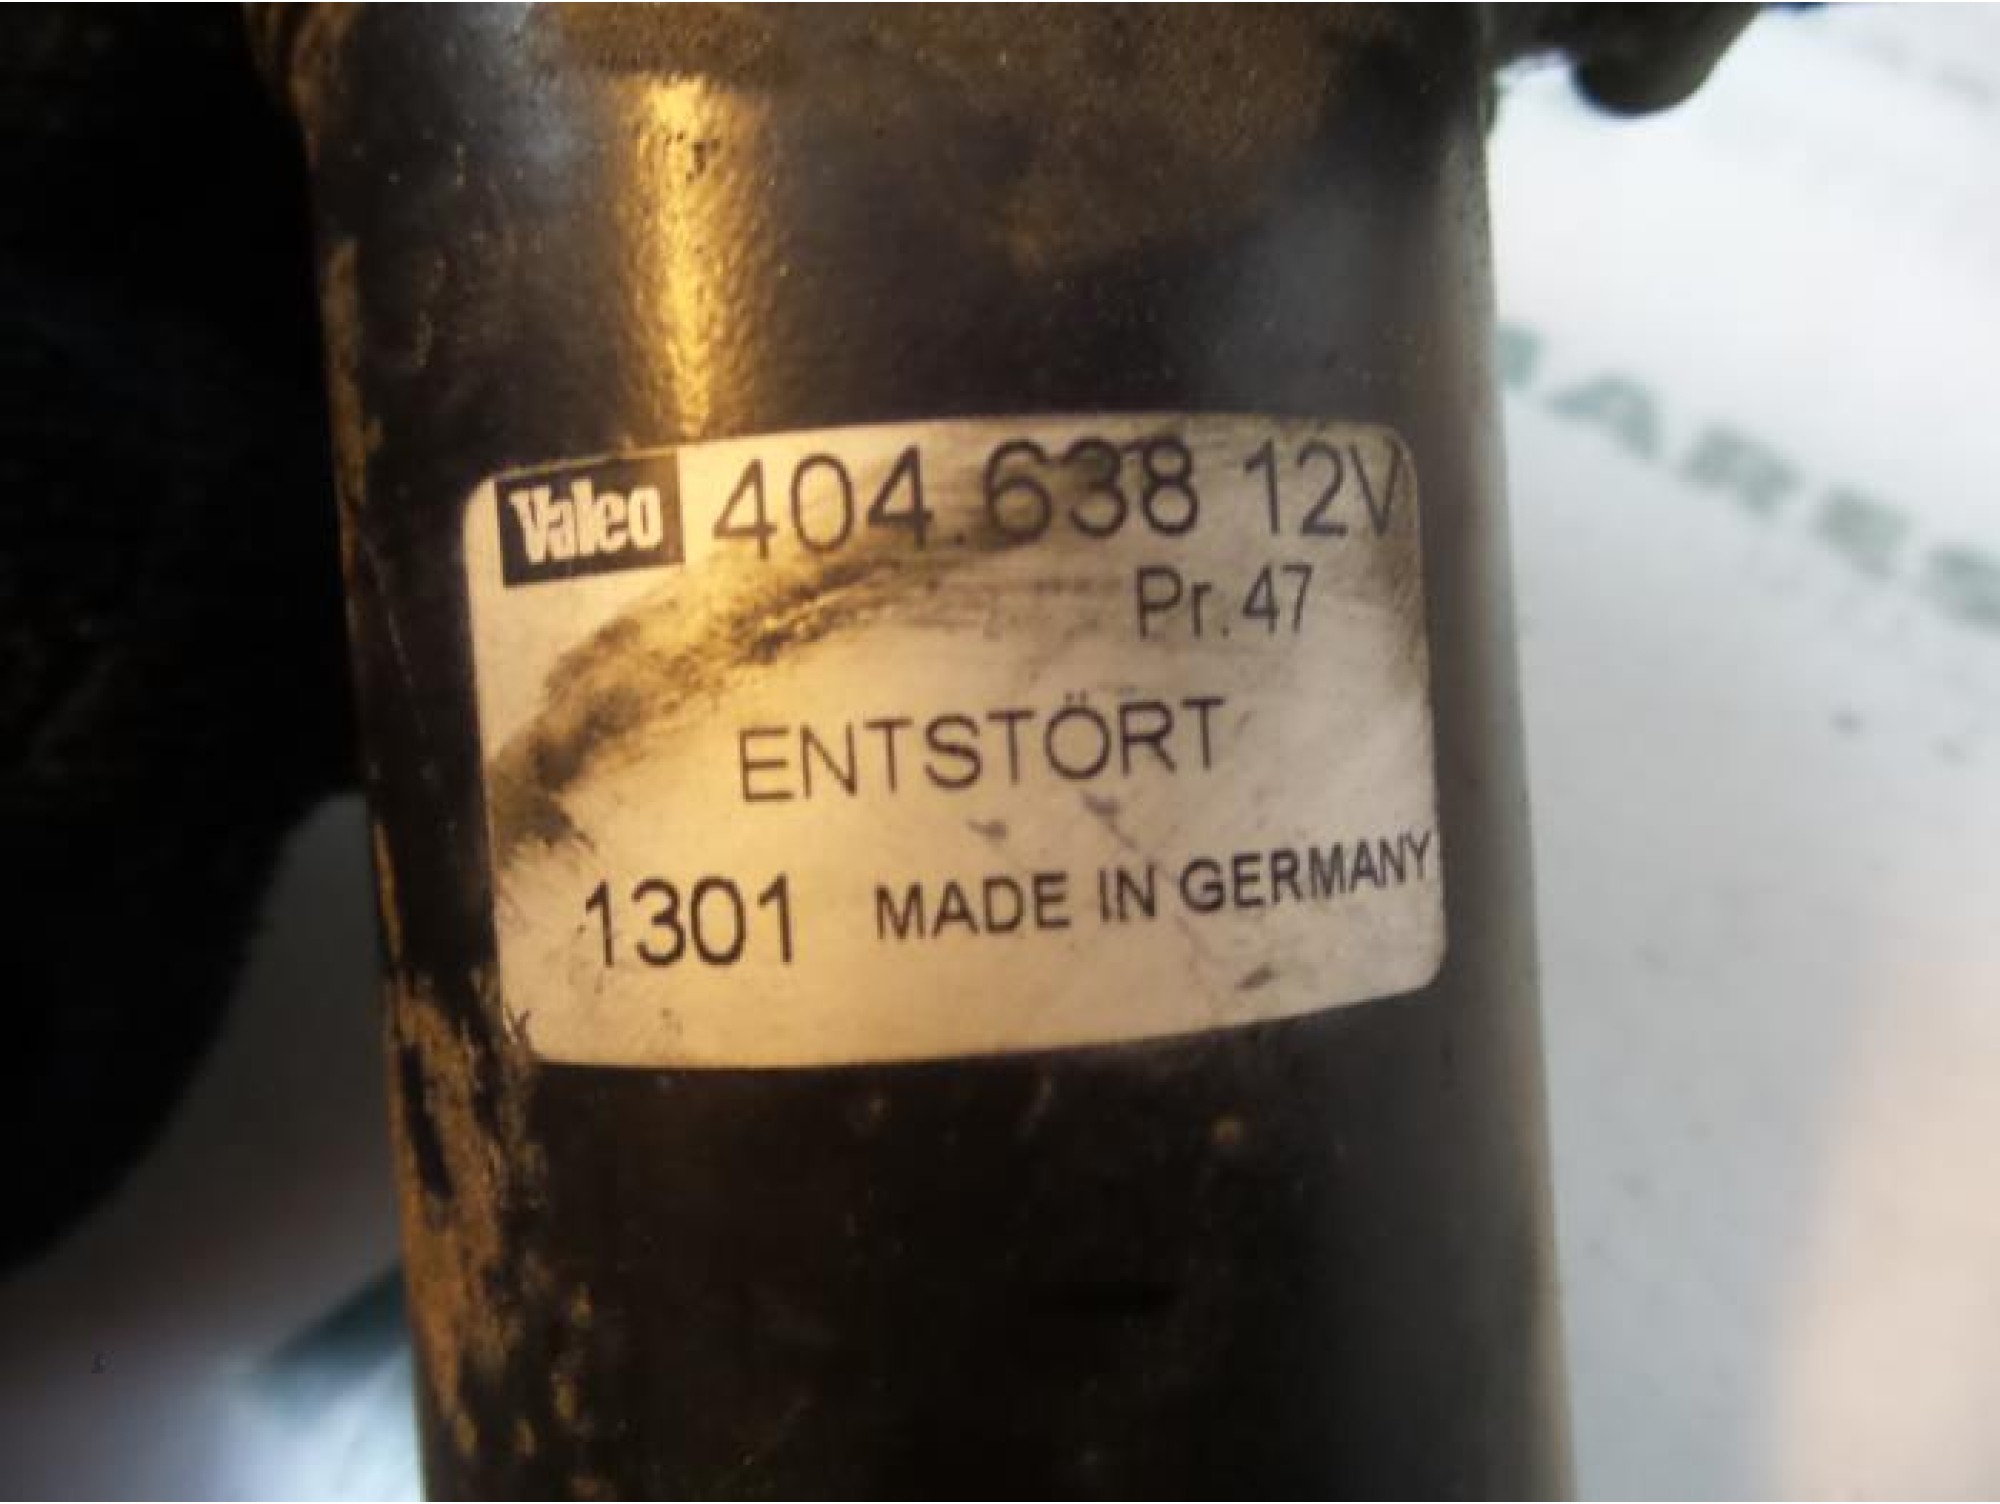 Valeo 404.638 12V
Pr.47
ENTSTÖRT
1301 MADE IN GERMANY